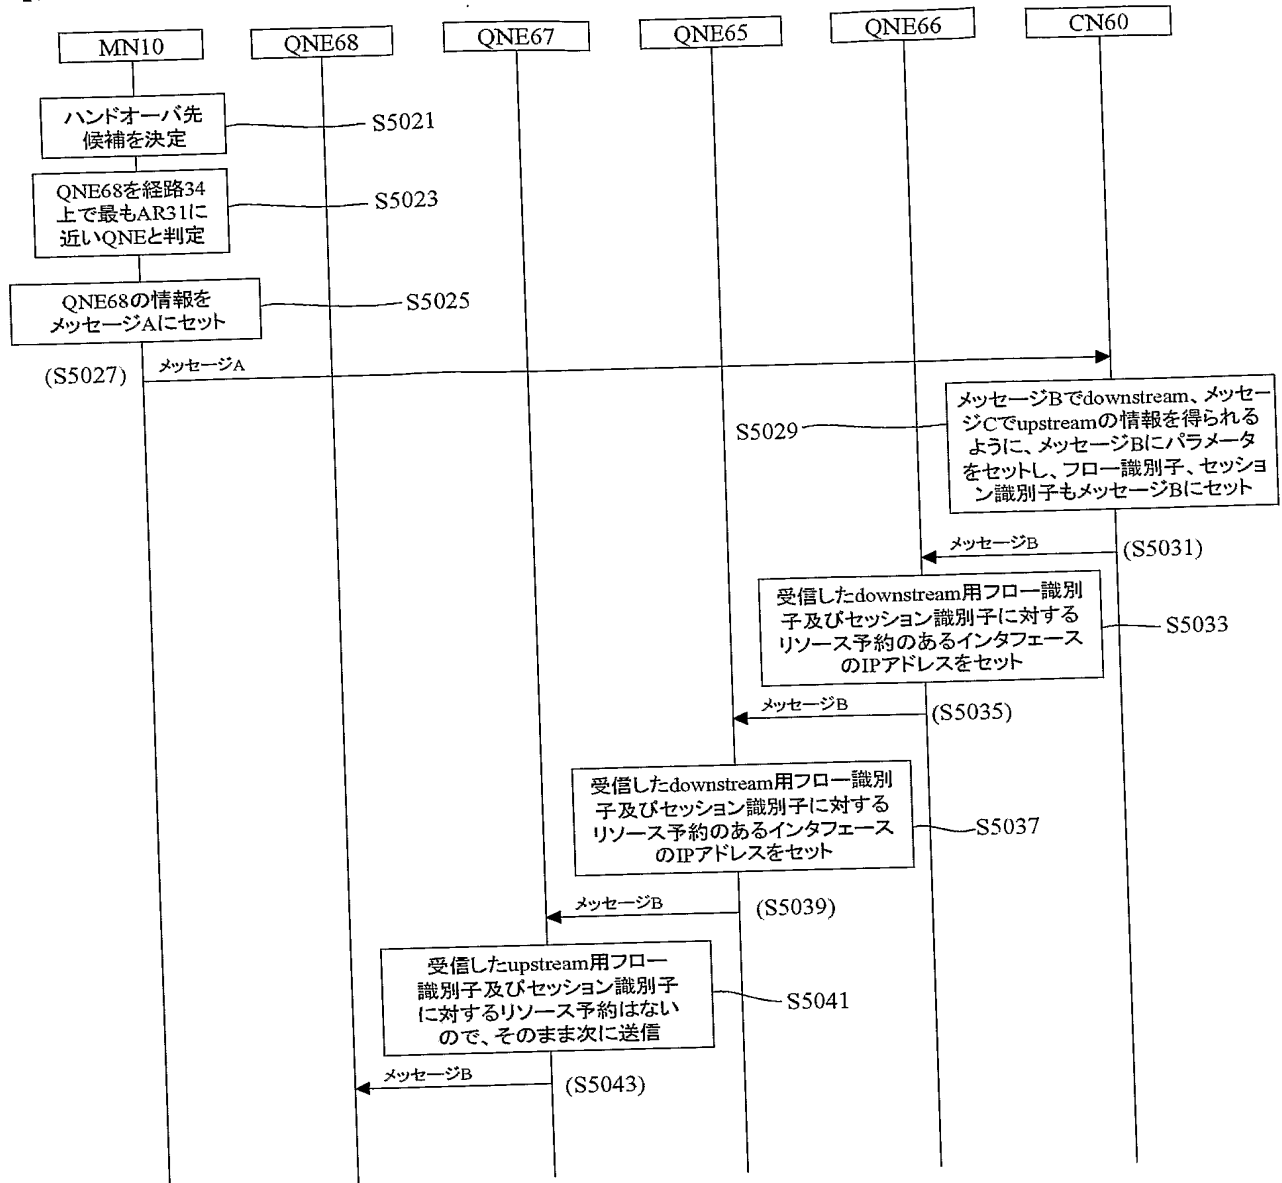 MN10
QNE68
QNE67
QNE65
QNE66
CN60
ハンドオーバ先
候補を決定
S5021
QNE68を経路34
上で最もAR31に
近いQNEと判定
S5023
QNE68の情報を
メッセージAにセット
S5025
(S5027)
メッセージA
メッセージBでdownstream、メッセー
ジCでupstreamの情報を得られる
ように、メッセージBにパラメータ
をセットし、フロー識別子、セッショ
ン識別子もメッセージBにセット
S5029
メッセージB
(S5031)
受信したdownstream用フロー識別
子及びセッション識別子に対する
リソース予約のあるインタフェース
のIPアドレスをセット
S5033
メッセージB
(S5035)
受信したdownstream用フロー識別
子及びセッション識別子に対する
リソース予約のあるインタフェース
のIPアドレスをセット
S5037
メッセージB
(S5039)
受信したupstream用フロー
識別子及びセッション識別子
に対するリソース予約はない
ので、そのまま次に送信
S5041
メッセージB
(S5043)